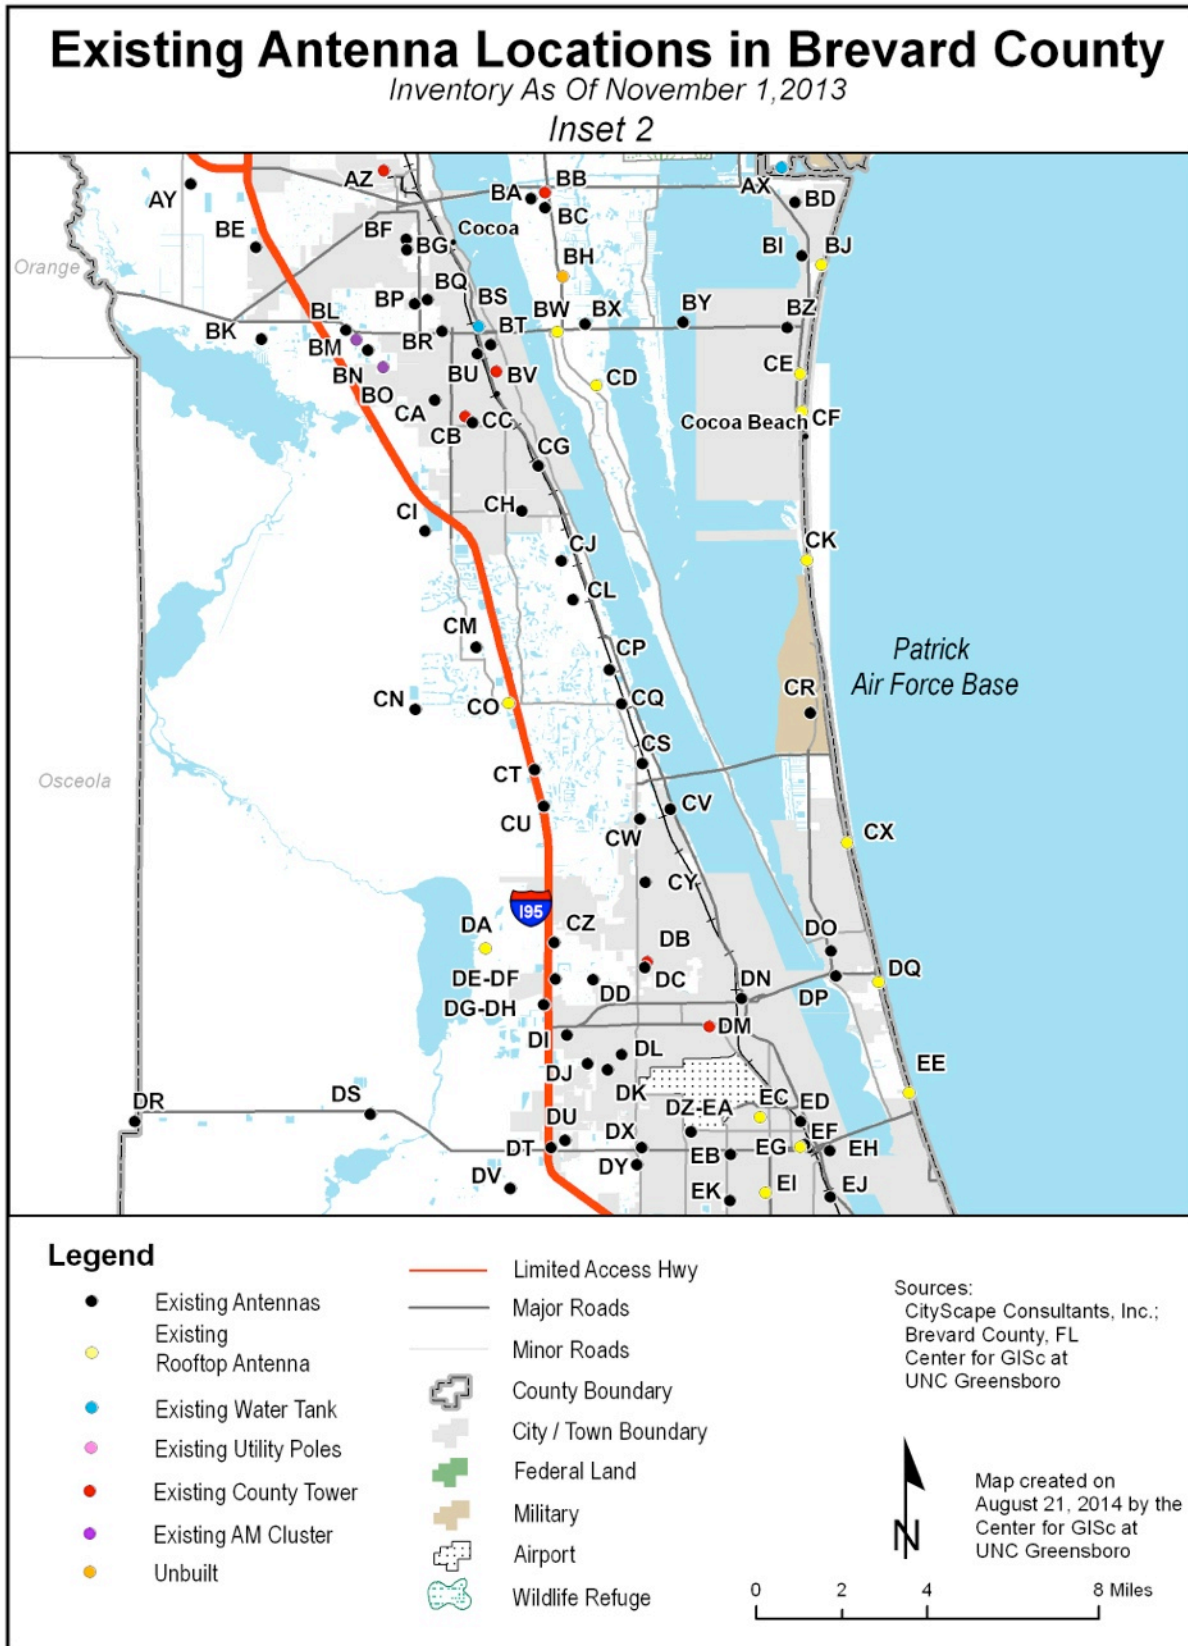 Existing Antenna Locations in Brevard County
Inventory As Of November 1,2013
Inset 2
AZ
BB
AX
AY
BA
BD
BC
BE
BF
Cocoa
BG
BI
BJ
Orange
BH
BQ
BP
BS
BW
BX
BY
BZ
BL
BK
BR
BT
BM
BN
BU
BV
CD
CE
BO
CA
CC
CB
Cocoa Beach
CF
CG
CH
CI
CJ
CK
CL
CM
CP
Patrick
Air Force Base
CR
CN
CO
CQ
CS
Osceola
CT
CU
CV
CW
CX
CY
I95
DA
CZ
DB
DO
DE-DF
DD
DC
DN
DQ
DG-DH
DP
DI
DM
DL
DJ
EE
DK
DR
DS
DU
DZ-EA
EC
ED
DT
DX
EF
DY
EB
EG
EH
DV
EK
EI
EJ
Legend
Existing Antennas
Existing
Rooftop Antenna
Existing Water Tank
Existing Utility Poles
Existing County Tower
Existing AM Cluster
Unbuilt
Limited Access Hwy
Major Roads
Minor Roads
County Boundary
City / Town Boundary
Federal Land
Military
Airport
Wildlife Refuge
Sources:
CityScape Consultants, Inc.;
Brevard County, FL
Center for GISc at
UNC Greensboro
N
Map created on
August 21, 2014 by the
Center for GISc at
UNC Greensboro
0 2 4 8 Miles